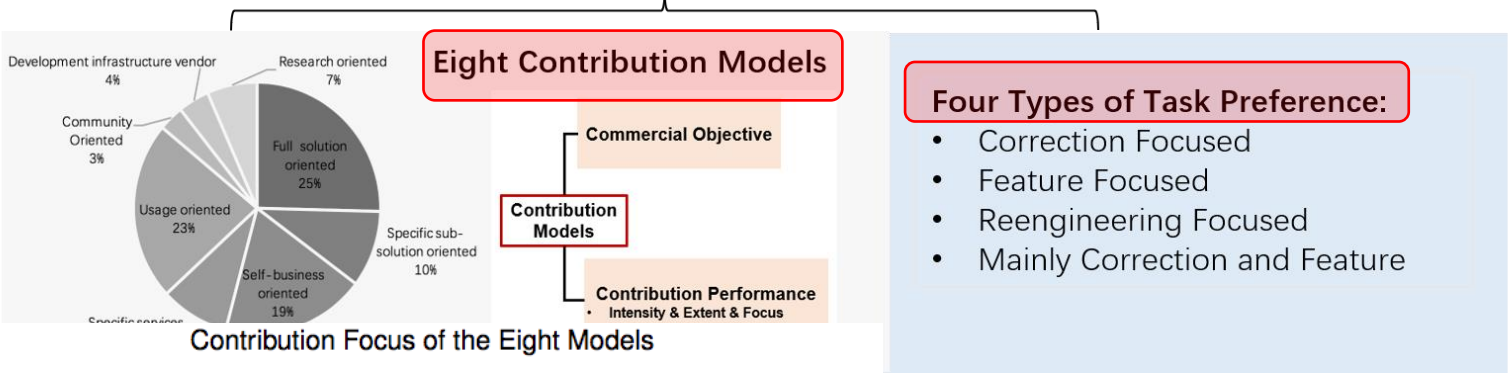 Eight Contribution Models
Development infrastructure vendor
4%
Research oriented
7%
Community
Oriented
3%
Full solution
oriented
25%
Usage oriented
23%
Specific sub-
solution oriented
10%
Self-business
oriented
19%
Specific services
Commercial Objective
Contribution
Models
Contribution Performance
• Intensity & Extent & Focus
Contribution Focus of the Eight Models
Four Types of Task Preference:
• Correction Focused
• Feature Focused
• Reengineering Focused
• Mainly Correction and Feature